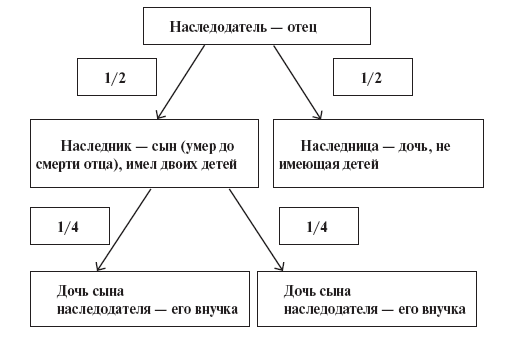 Наследодатель — отец
1/2
1/2
Наследник — сын (умер до
смерти отца), имел двоих детей
Наследница — дочь, не
имеющая детей
1/4
1/4
Дочь сына
наследодателя — его внучка
Дочь сына
наследодателя — его внучка